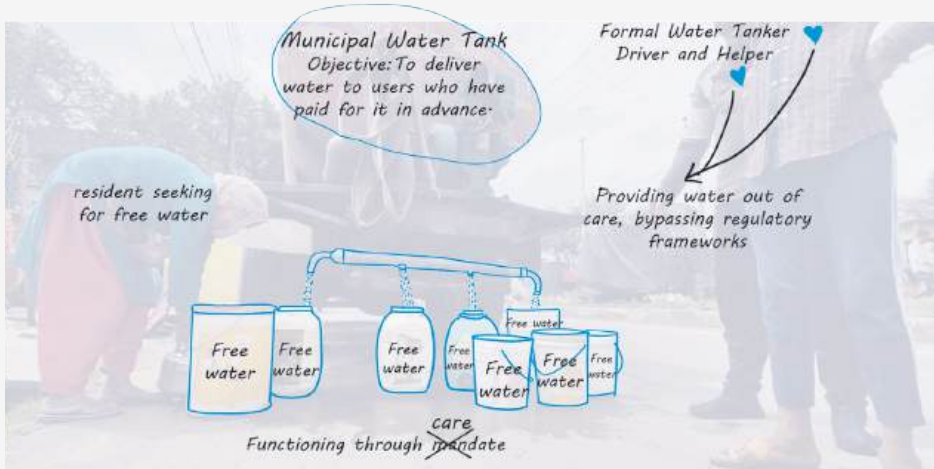 Municipal Water Tank
Objective: To deliver
water to users who have
paid for it in advance.
Formal Water Tanker
Driver and Helper
resident seeking
for free water
Providing water out of
care, bypassing regulatory
frameworks
Free water
Free
water
Free
water
Free
water
Free
water
Free
water
Free
water
Free
water
care
Functioning through mandate